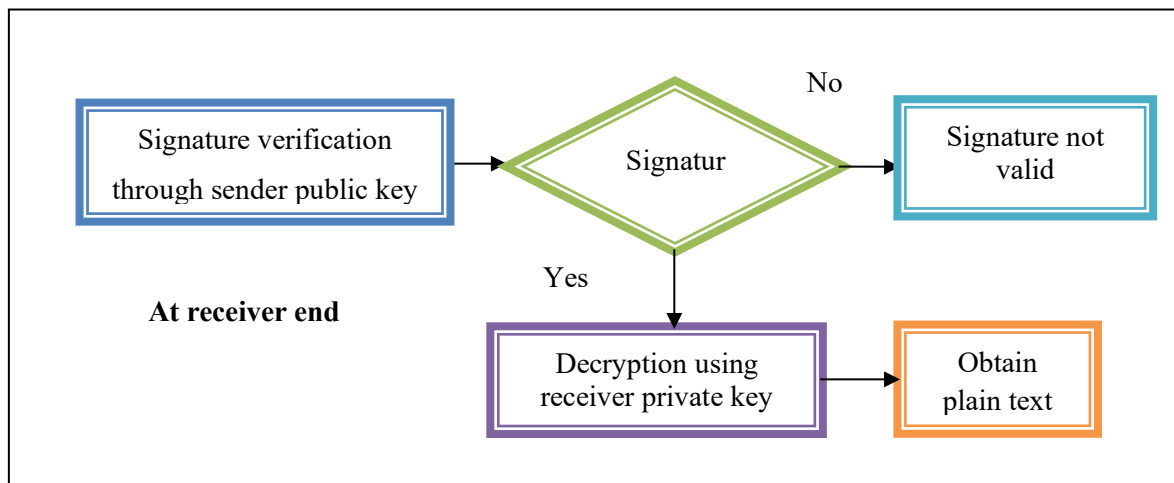 Signature verification
through sender public key
Signatur
No
Signature not
valid
Yes
At receiver end
Decryption using
receiver private key
Obtain
plain text